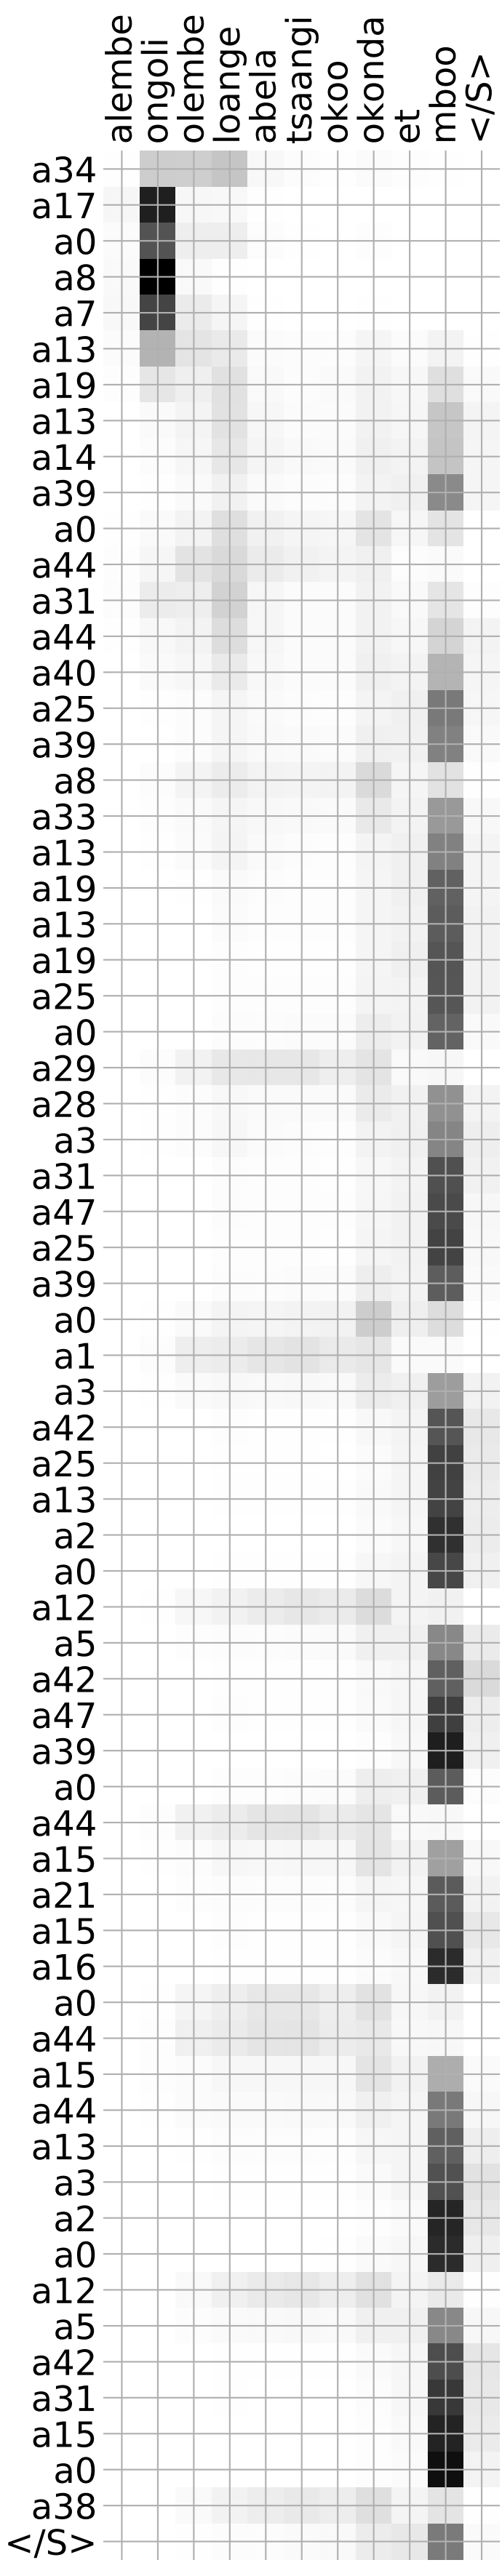 alembe
ongoli
olembe
loange
abela
tsaangi
okoo
okonda
et
mboo
</S>
a34
a17
a0
a8
a7
a13
a19
a13
a14
a39
a0
a44
a31
a44
a40
a25
a39
a8
a33
a13
a19
a13
a19
a25
a0
a29
a28
a3
a31
a47
a25
a39
a0
a1
a3
a42
a25
a13
a2
a0
a12
a5
a42
a47
a39
a0
a44
a15
a21
a15
a16
a0
a44
a15
a44
a13
a3
a2
a0
a12
a5
a42
a31
a15
a0
a38
</S>